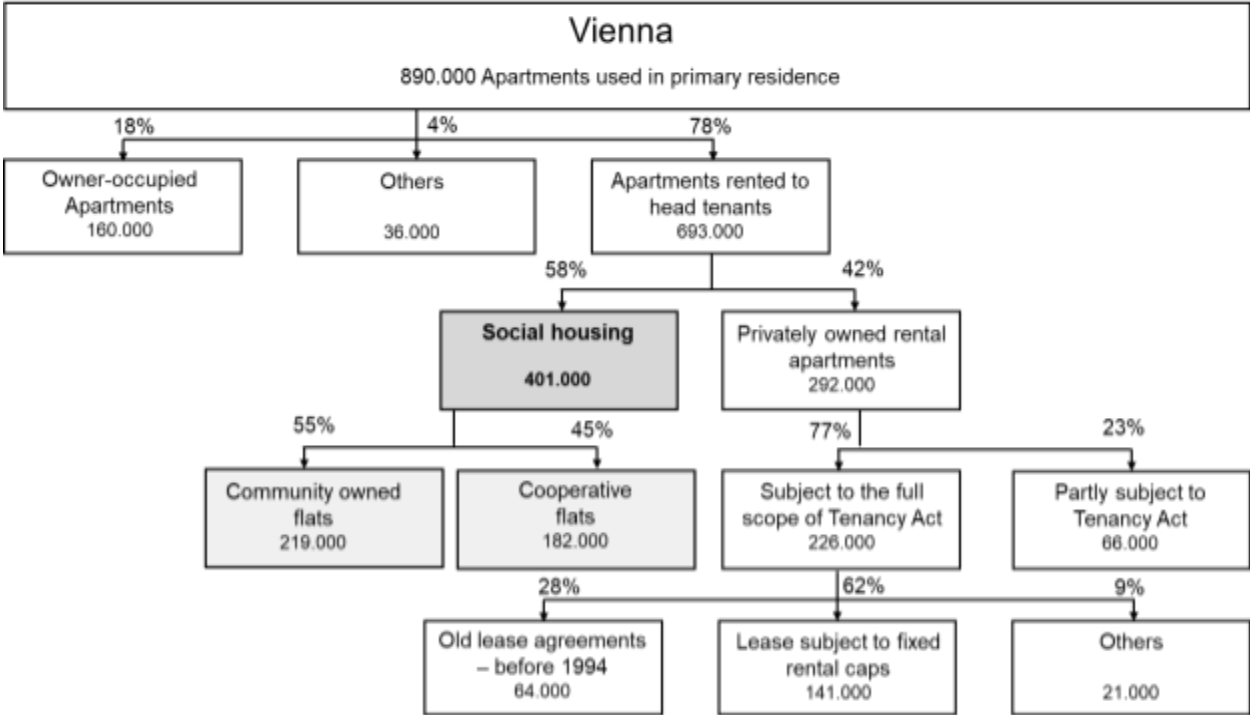 Vienna
890.000 Apartments used in primary residence
18%
4%
78%
Owner-occupied
Apartments
160.000
Others
36.000
Apartments rented to
head tenants
693.000
58%
42%
Social housing
401.000
Privately owned rental
apartments
292.000
55%
45%
77%
23%
Community owned
flats
219.000
Cooperative
flats
182.000
Subject to the full
scope of Tenancy Act
226.000
Partly subject to
Tenancy Act
66.000
28%
62%
9%
Old lease agreements
– before 1994
64.000
Lease subject to fixed
rental caps
141.000
Others
21.000